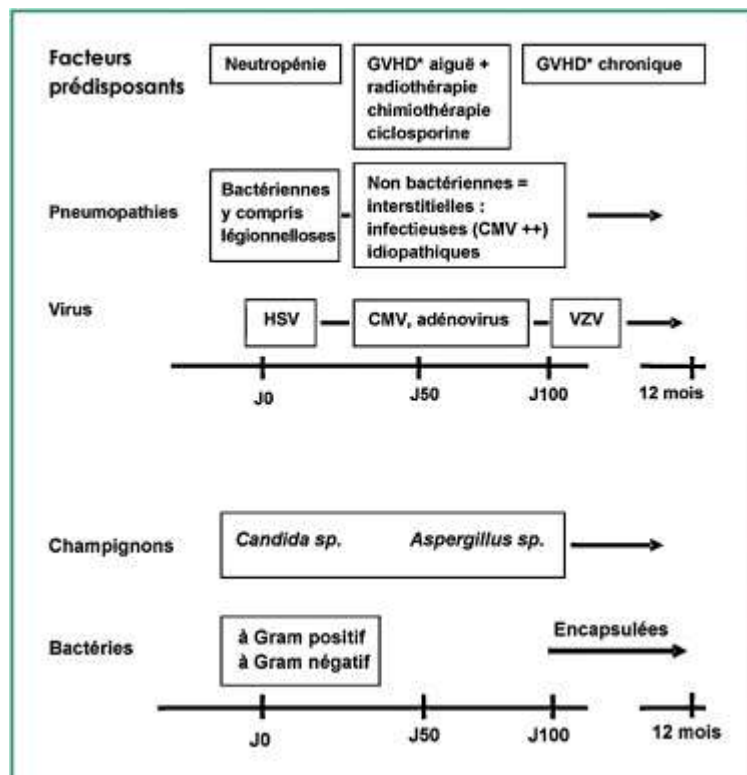 Facteurs
prédisposants
Neutropénie
GVHD* aiguë +
radiothérapie
chimiothérapie
ciclosporine
GVHD* chronique
Pneumopathies
Bactériennes
y compris
légionnelloses
Non bactériennes =
interstitielles :
infectieuses (CMV ++)
idiopathiques
Virus
HSV
CMV, adénovirus
VZV
J0
J50
J100
12 mois
Champignons
Candida sp.
Aspergillus sp.
Bactéries
à Gram positif
à Gram négatif
Encapsulées
J0
J50
J100
12 mois